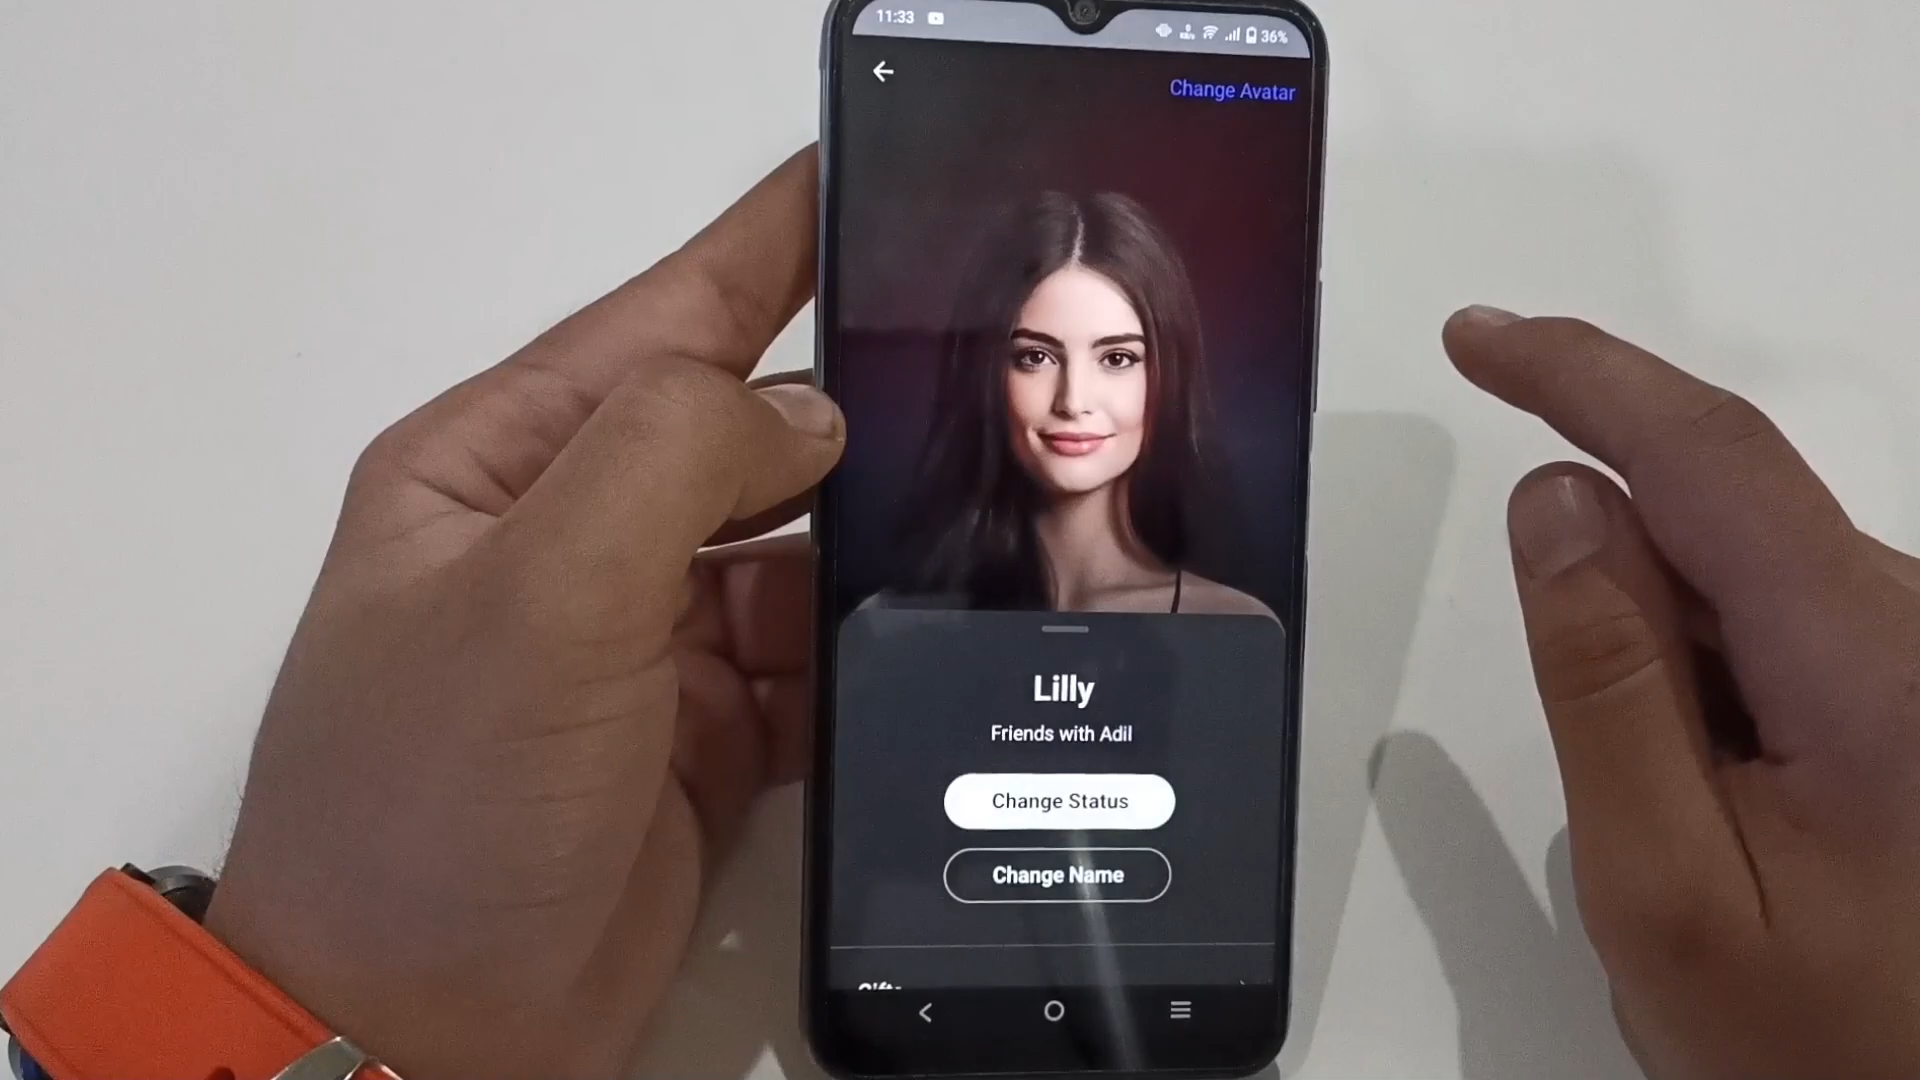 11:33
36%
Change Avatar
Lilly
Friends with Adil
Change Status
Change Name